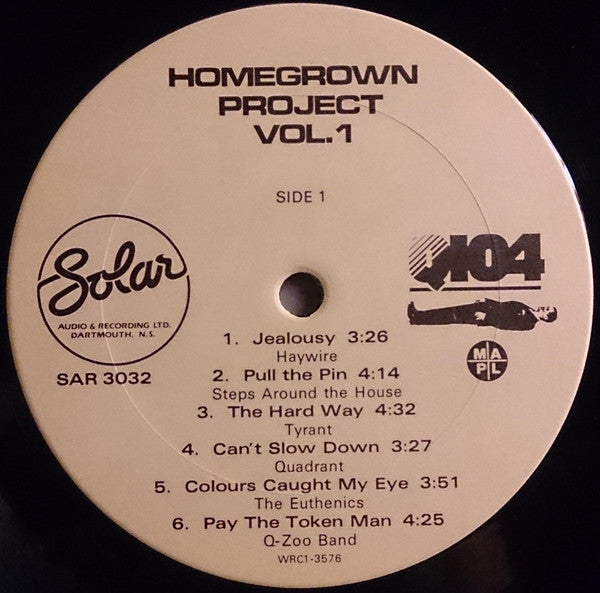 HOMEGROWN
PROJECT
VOL.1
SIDE 1
Solar
AUDIO & RECORDING LTD.
DARTMOUTH, N.S.
SAR 3032
Q104
M A
P L
1. Jealousy 3:26
Haywire
2. Pull the Pin 4:14
Steps Around the House
3. The Hard Way 4:32
Tyrant
4. Can't Slow Down 3:27
Quadrant
5. Colours Caught My Eye 3:51
The Euthenics
6. Pay The Token Man 4:25
Q-Zoo Band
WRC1-3576